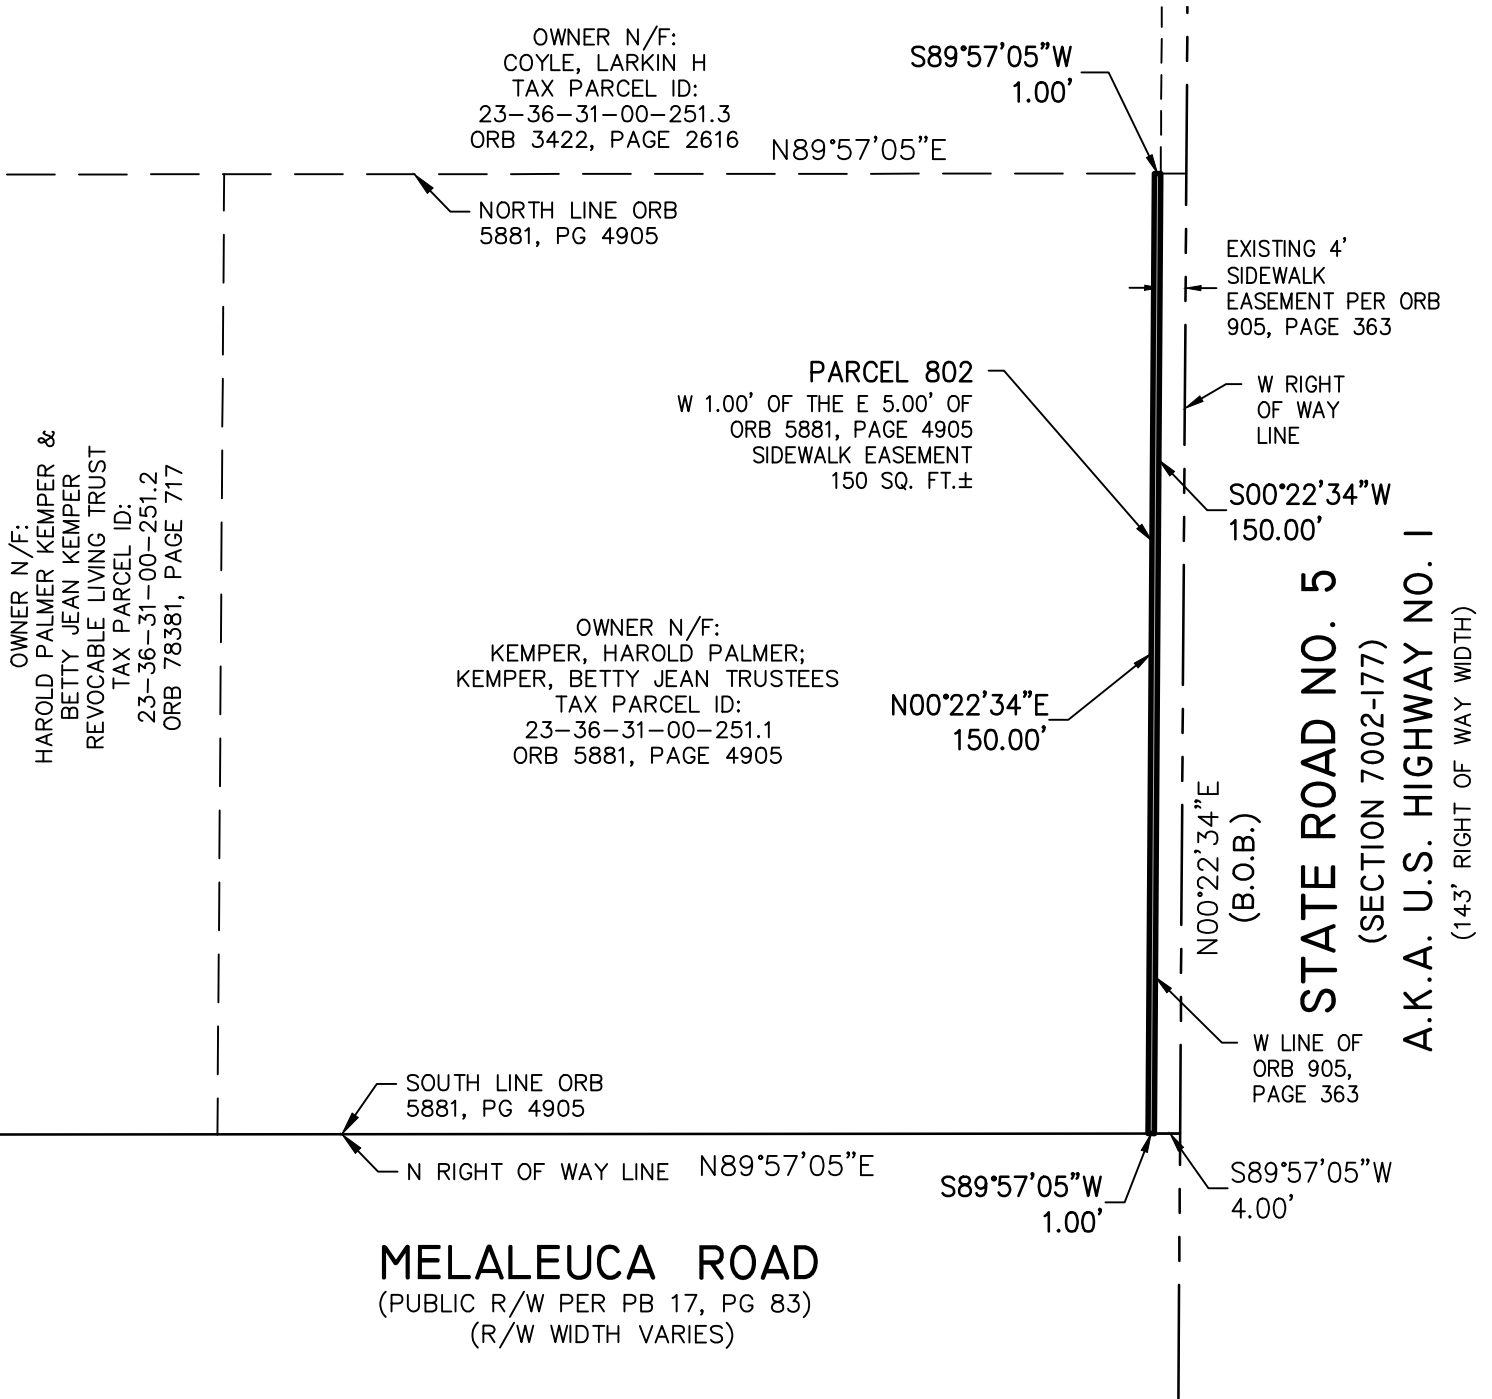 OWNER N/F:
COYLE, LARKIN H
TAX PARCEL ID:
23-36-31-00-251.3
ORB 3422, PAGE 2616
S89°57'05"W
1.00'
N89°57'05"E
NORTH LINE ORB
5881, PG 4905
EXISTING 4'
SIDEWALK
EASEMENT PER ORB
905, PAGE 363
PARCEL 802
W 1.00' OF THE E 5.00' OF
ORB 5881, PAGE 4905
SIDEWALK EASEMENT
150 SQ. FT.±
W RIGHT
OF WAY
LINE
S00°22'34"W
150.00'
OWNER N/F:
HAROLD PALMER KEMPER &
BETTY JEAN KEMPER
REVOCABLE LIVING TRUST
TAX PARCEL ID:
23-36-31-00-251.2
ORB 78381, PAGE 717
OWNER N/F:
KEMPER, HAROLD PALMER;
KEMPER, BETTY JEAN TRUSTEES
TAX PARCEL ID:
23-36-31-00-251.1
ORB 5881, PAGE 4905
N00°22'34"E
150.00'
N00°22'34"E
(B.O.B.)
STATE ROAD NO. 5
(SECTION 7002-177)
A.K.A. U.S. HIGHWAY NO. 1
(143' RIGHT OF WAY WIDTH)
W LINE OF
ORB 905,
PAGE 363
SOUTH LINE ORB
5881, PG 4905
N RIGHT OF WAY LINE
N89°57'05"E
S89°57'05"W
1.00'
S89°57'05"W
4.00'
MELALEUCA ROAD
(PUBLIC R/W PER PB 17, PG 83)
(R/W WIDTH VARIES)